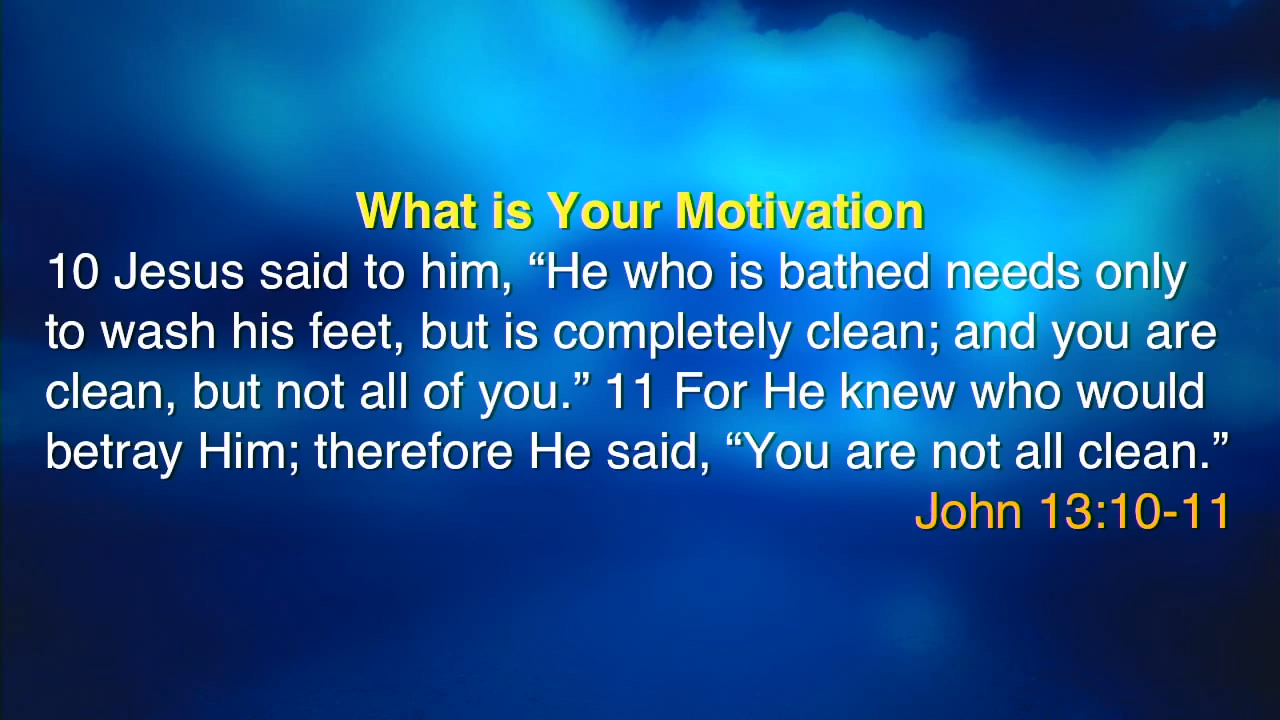 What is Your Motivation
10 Jesus said to him, “He who is bathed needs only
to wash his feet, but is completely clean; and you are
clean, but not all of you.” 11 For He knew who would
betray Him; therefore He said, “You are not all clean.”
John 13:10-11